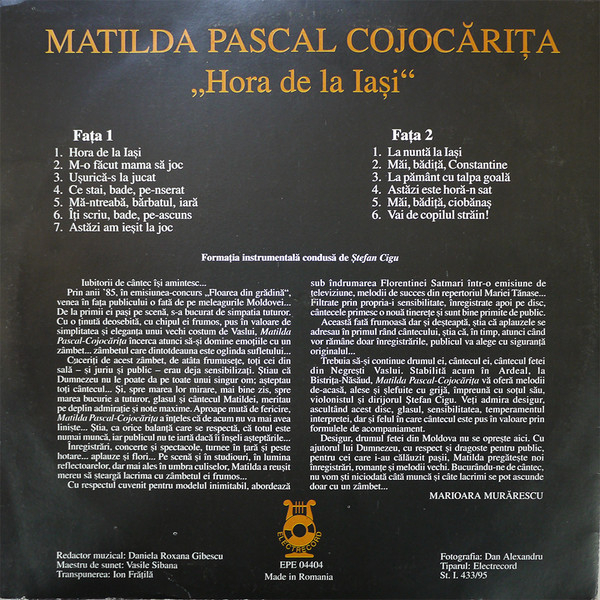 MATILDA PASCAL COJOCĂRIȚA
„Hora de la Iași“
Fața 1
1. Hora de la Iași
2. M-o făcut mama să joc
3. Ușurică-s la jucat
4. Ce stai, bade, pe-nserat
5. Mă-ntreabă, bărbatul, iară
6. Îți scriu, bade, pe-ascuns
7. Astăzi am ieșit la joc
Fața 2
1. La nuntă la Iași
2. Măi, bădiță, Constantine
3. La pământ cu talpa goală
4. Astăzi este horă-n sat
5. Măi, bădiță, ciobănaș
6. Vai de copilul străin!
Formația instrumentală condusă de Ștefan Cigu
Iubitorii de cântec își amintesc...
Prin anii '85, în emisiunea-concurs „Floarea din grădină“,
venea în fața publicului o fată de pe meleagurile Moldovei...
De la primii ei pași pe scenă, s-a bucurat de simpatia tuturor.
Cu o ținută deosebită, cu chipul ei frumos, pus în valoare de
simplitatea și eleganța unui vechi costum de Vaslui, Matilda
Pascal-Cojocărița încerca atunci să-și domine emoțiile cu un
zâmbet... zâmbetul care dintotdeauna este oglinda sufletului...
Cuceriți de acest zambet, de atâta frumusețe, toți cei din
sală – și juriu și public – erau deja sensibilizați. Știau că
Dumnezeu nu le poate da pe toate unui singur om; așteptau
toți cântecul... Și, spre marea lor mirare, mai bine zis, spre
marea bucurie a tuturor, glasul și cântecul Matildei, meritau
pe deplin admirație și note maxime. Aproape mută de fericire,
Matilda Pascal-Cojocărița a înțeles că de acum nu va mai avea
liniște... Știa, ca orice balanță care se respectă, că totul este
numai muncă, iar publicul nu te iartă dacă îi înșeli așteptările...
Înregistrări, concerte și spectacole, turnee în țară și peste
hotare... aplauze și flori... Pe scenă și în studiouri, în lumina
reflectoarelor, dar mai ales în umbra culiselor, Matilda a reușit
mereu să șteargă lacrima cu zâmbetul ei frumos...
Cu respectul cuvenit pentru modelul inimitabil, abordează
sub îndrumarea Florentinei Satmari într-o emisiune de
televiziune, melodii de succes din repertoriul Mariei Tănase...
Filtrate prin propria-i sensibilitate, înregistrate apoi pe disc,
cântecele primesc o nouă tinerețe și sunt bine primite de public.
Această fată frumoasă dar și deșteaptă, știa că aplauzele se
adresau în primul rând cântecului, știa că, în timp, atunci când
vor rămâne doar înregistrările, publicul va alege cu siguranță
originalul...
Trebuia să-și continue drumul ei, cântecul ei, cântecul fetei
din Negrești Vaslui. Stabilită acum în Ardeal, la
Bistrița-Năsăud, Matilda Pascal-Cojocărița vă oferă melodii
de-acasă, alese și șlefuite cu grijă, împreună cu soțul său,
violonistul și dirijorul Ștefan Cigu. Veți admira desigur,
ascultând acest disc, glasul, sensibilitatea, temperamentul
interpretei, dar și felul în care cântecul este pus în valoare prin
formulele de acompaniament.
Desigur, drumul fetei din Moldova nu se oprește aici. Cu
ajutorul lui Dumnezeu, cu respect și dragoste pentru public,
pentru cei care i-au călăuzit pașii, Matilda pregătește noi
înregistrări, romanțe și melodii vechi. Bucurându-ne de cântec,
nu vom ști niciodată câtă muncă și câte lacrimi se pot ascunde
doar cu un zâmbet...
MARIOARA MURĂRESCU
ELECTRECORD
Redactor muzical: Daniela Roxana Gibescu
Maestru de sunet: Vasile Sibana
Transpunerea: Ion Frățilă
EPE 04404
Made in Romania
Fotografia: Dan Alexandru
Tiparul: Electrecord
St. I. 433/95